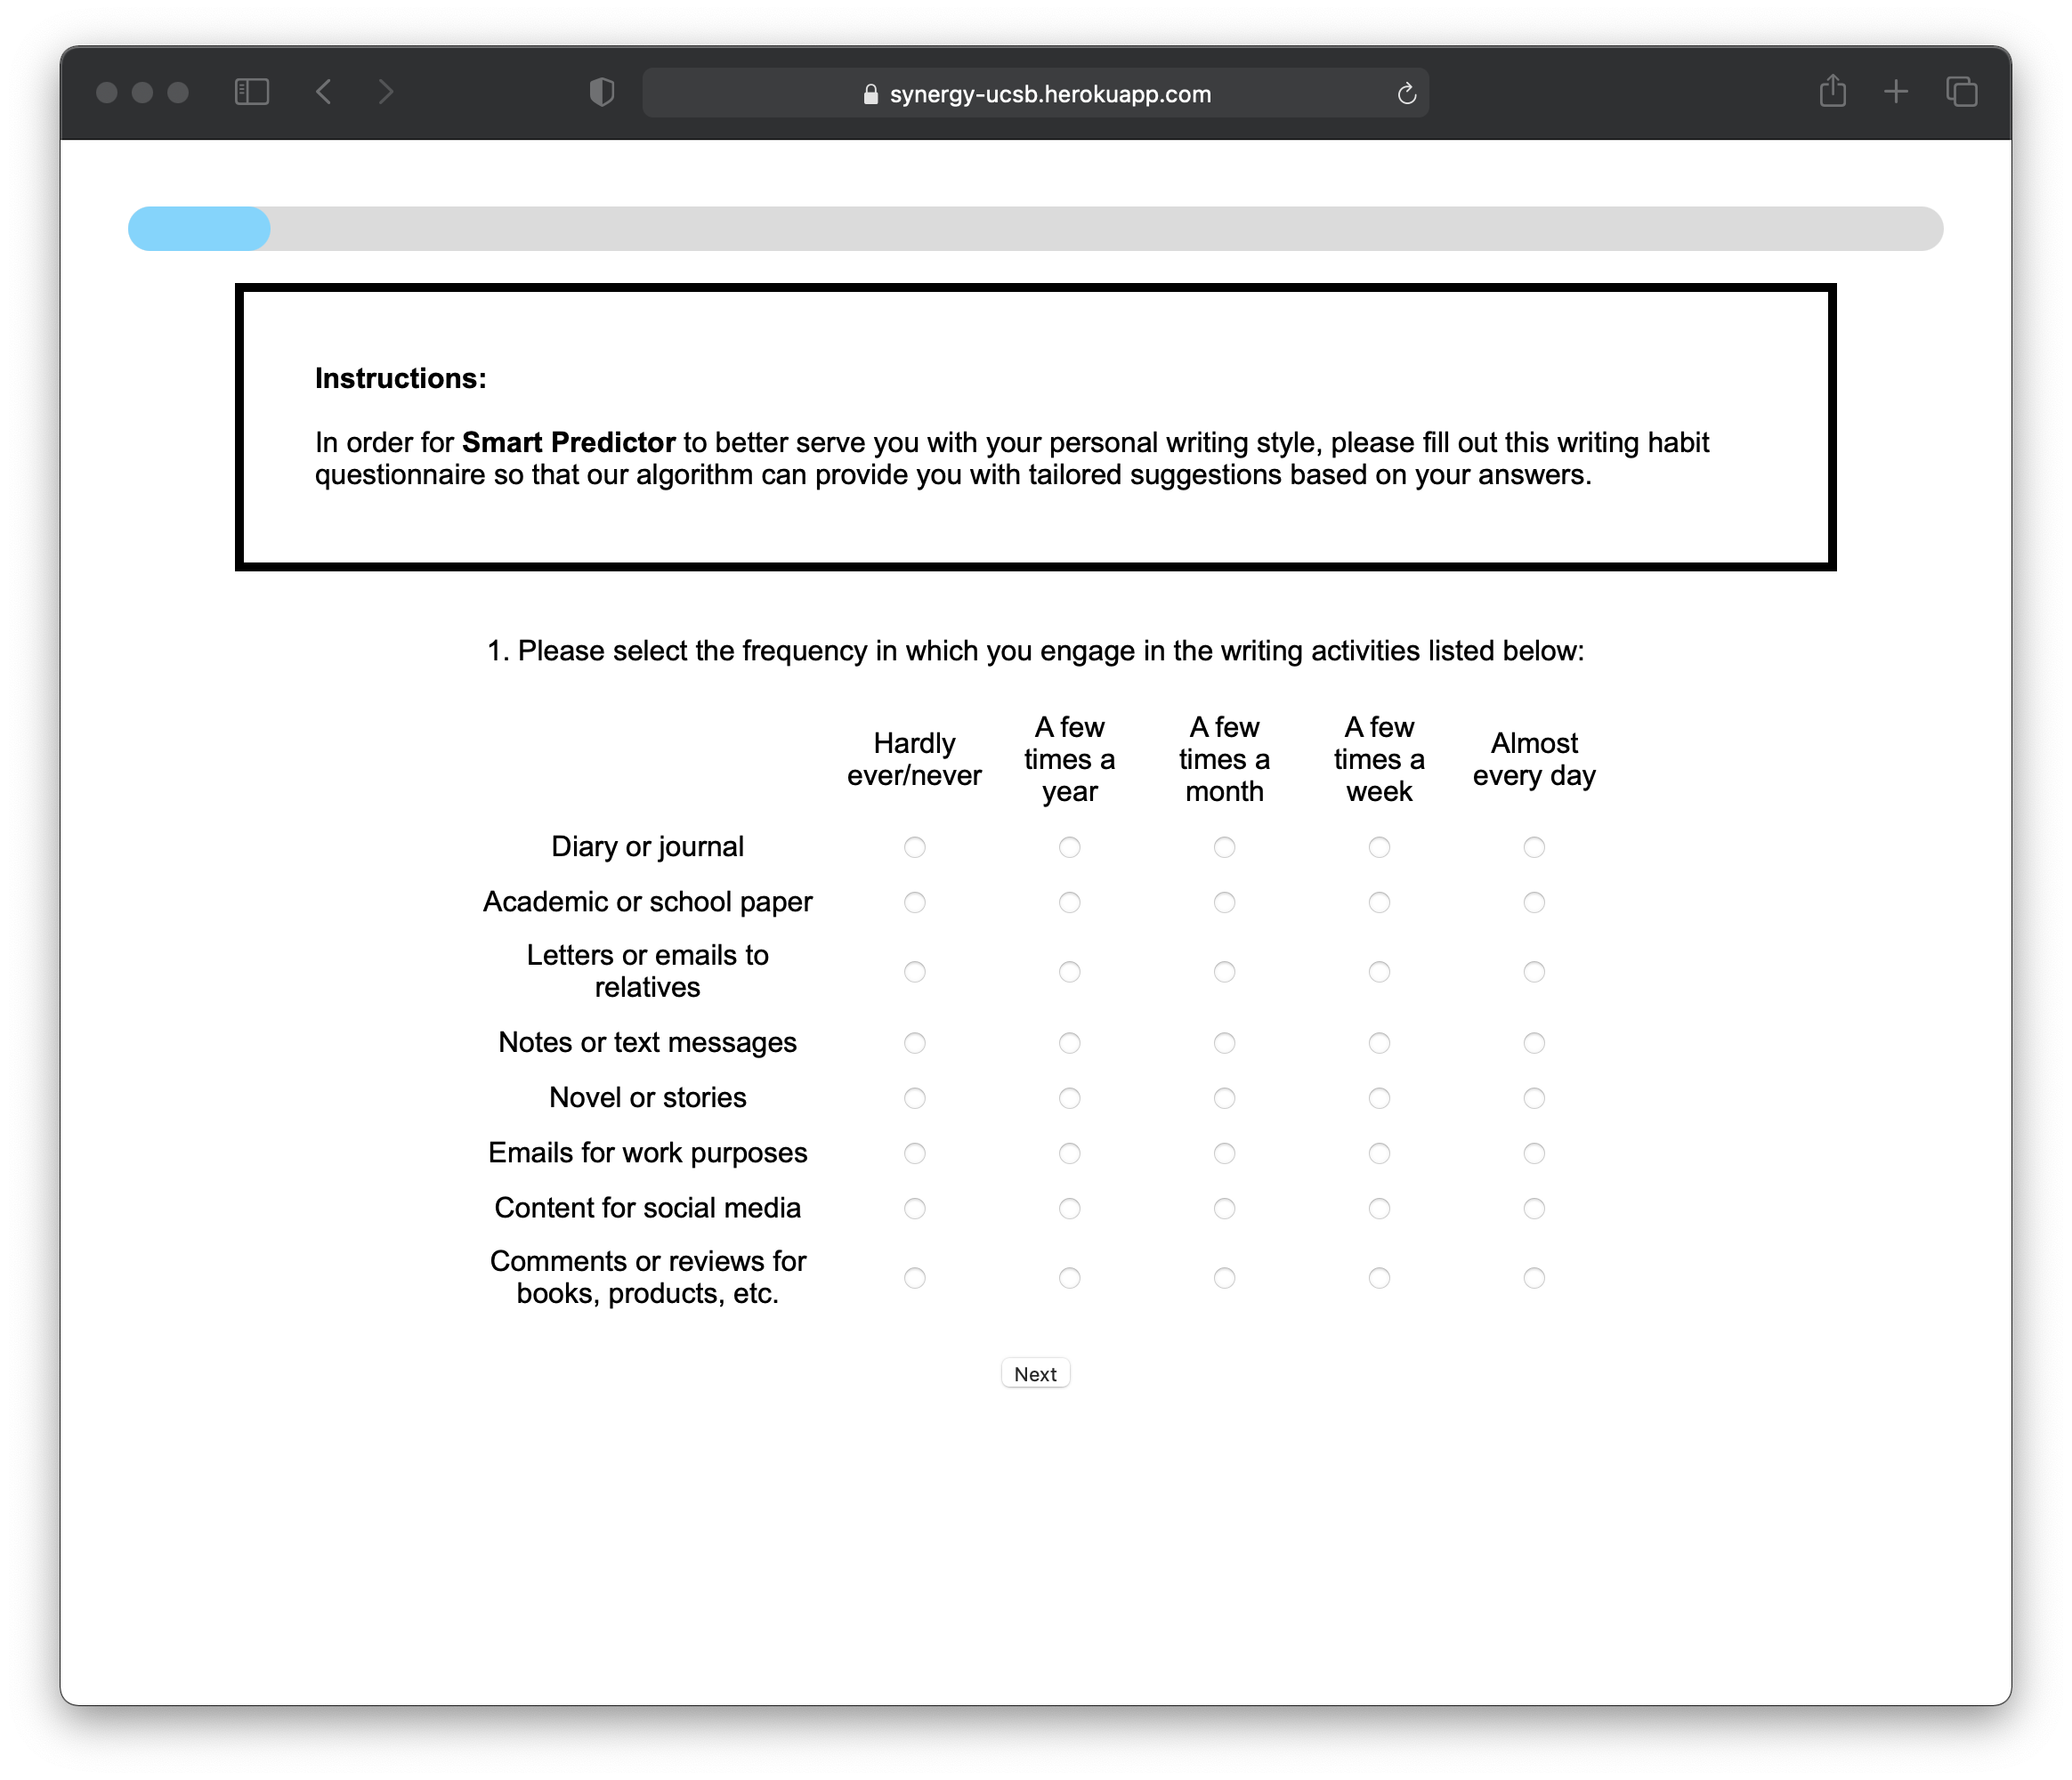 synergy-ucsb.herokuapp.com
Instructions:
In order for Smart Predictor to better serve you with your personal writing style, please fill out this writing habit
questionnaire so that our algorithm can provide you with tailored suggestions based on your answers.
1. Please select the frequency in which you engage in the writing activities listed below:
Hardly
ever/never
A few
times a
year
A few
times a
month
A few
times a
week
Almost
every day
Diary or journal
Academic or school paper
Letters or emails to
relatives
Notes or text messages
Novel or stories
Emails for work purposes
Content for social media
Comments or reviews for
books, products, etc.
Next